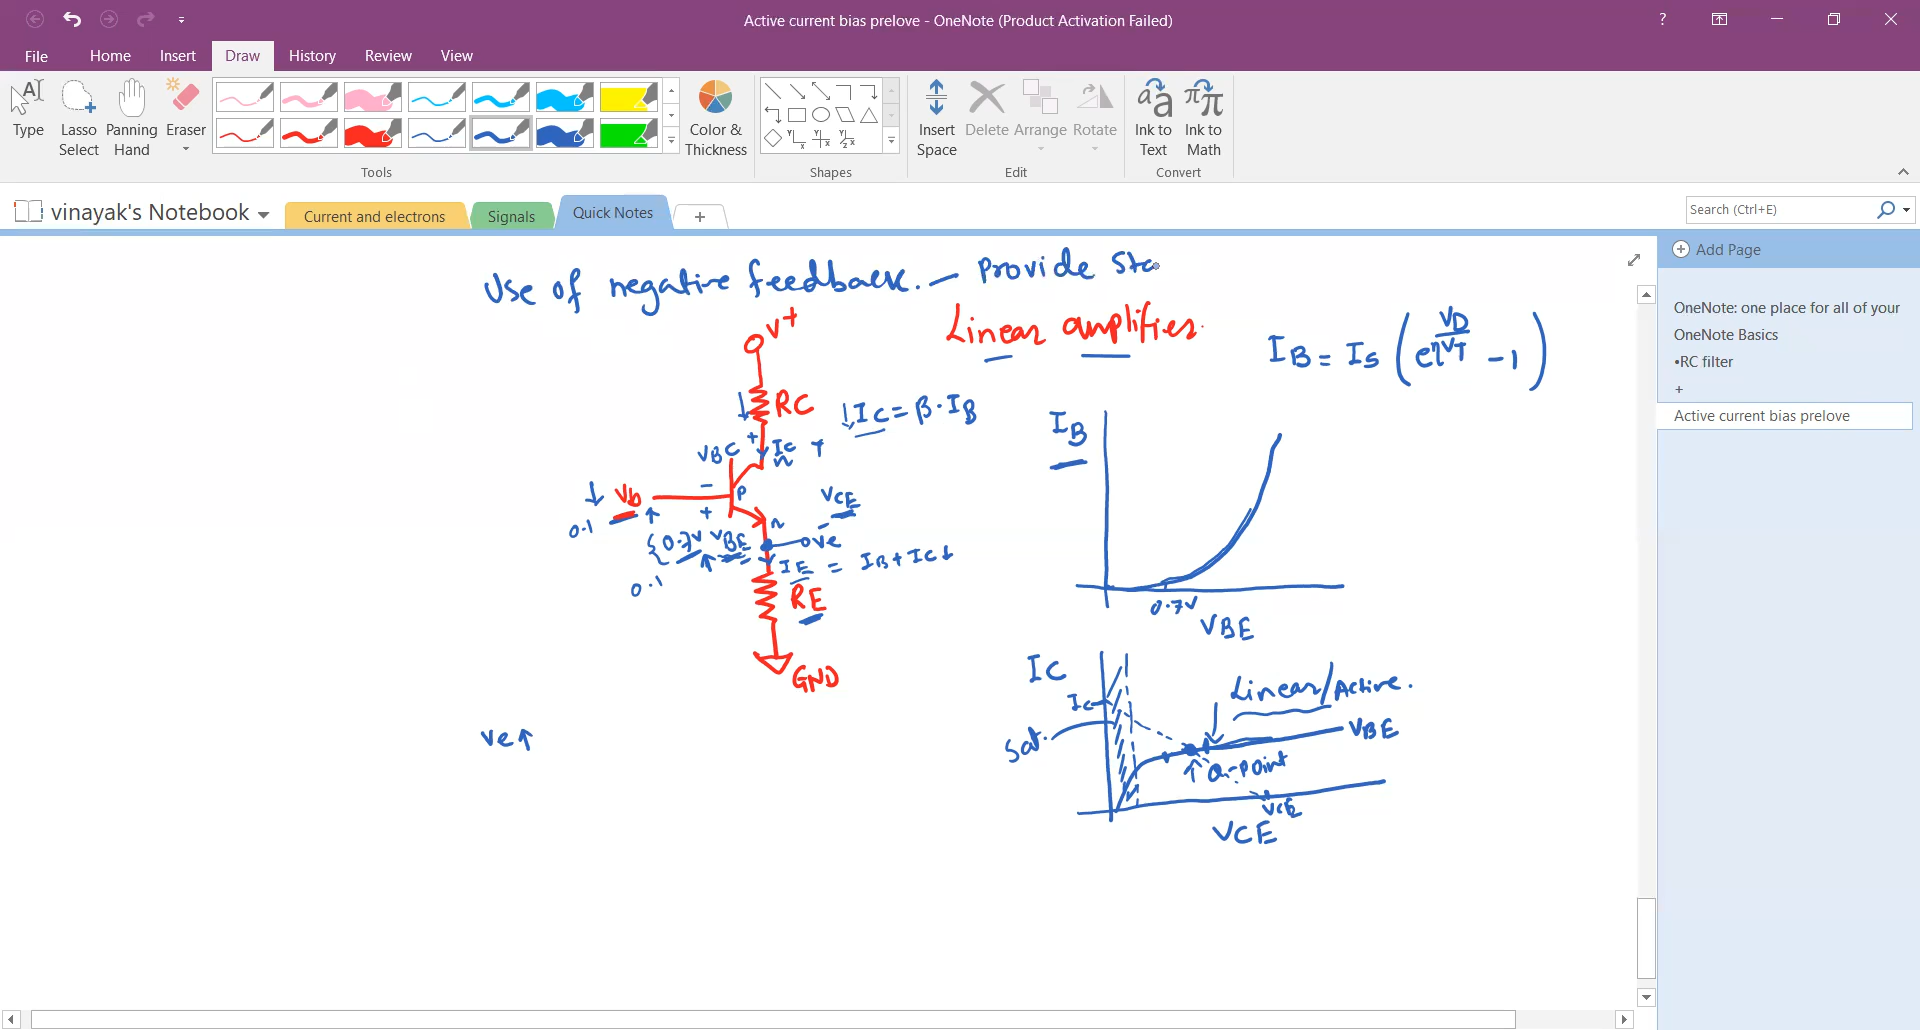 Active current bias prelove - OneNote (Product Activation Failed)
?
File Home Insert Draw History Review View
Type
Lasso Select
Panning Hand
Eraser
Color & Thickness
Insert Space
Delete
Arrange
Rotate
Ink to Text
Ink to Math
Tools
Shapes
Edit
Convert
vinayak's Notebook
Current and electrons
Signals
Quick Notes
+
Search (Ctrl+E)
Add Page
OneNote: one place for all of your
OneNote Basics
•RC filter
+
Active current bias prelove
Use of negative feedback. — Provide Sta
Linear amplifier.
V+
RC
↓Ic = β·IB
VBC
+
Ic
-
P
↓ Vb
0.1
+
n
VCE
0.7V VBE
ve
IE = IB + IC↓
0.1
RE
GND
ve↑
IB = Is (e VD/ηVT - 1)
IB
0.7V
VBE
IC
Ic
Sat.
Linear/Active.
VBE
Q-point
VCE
VCE